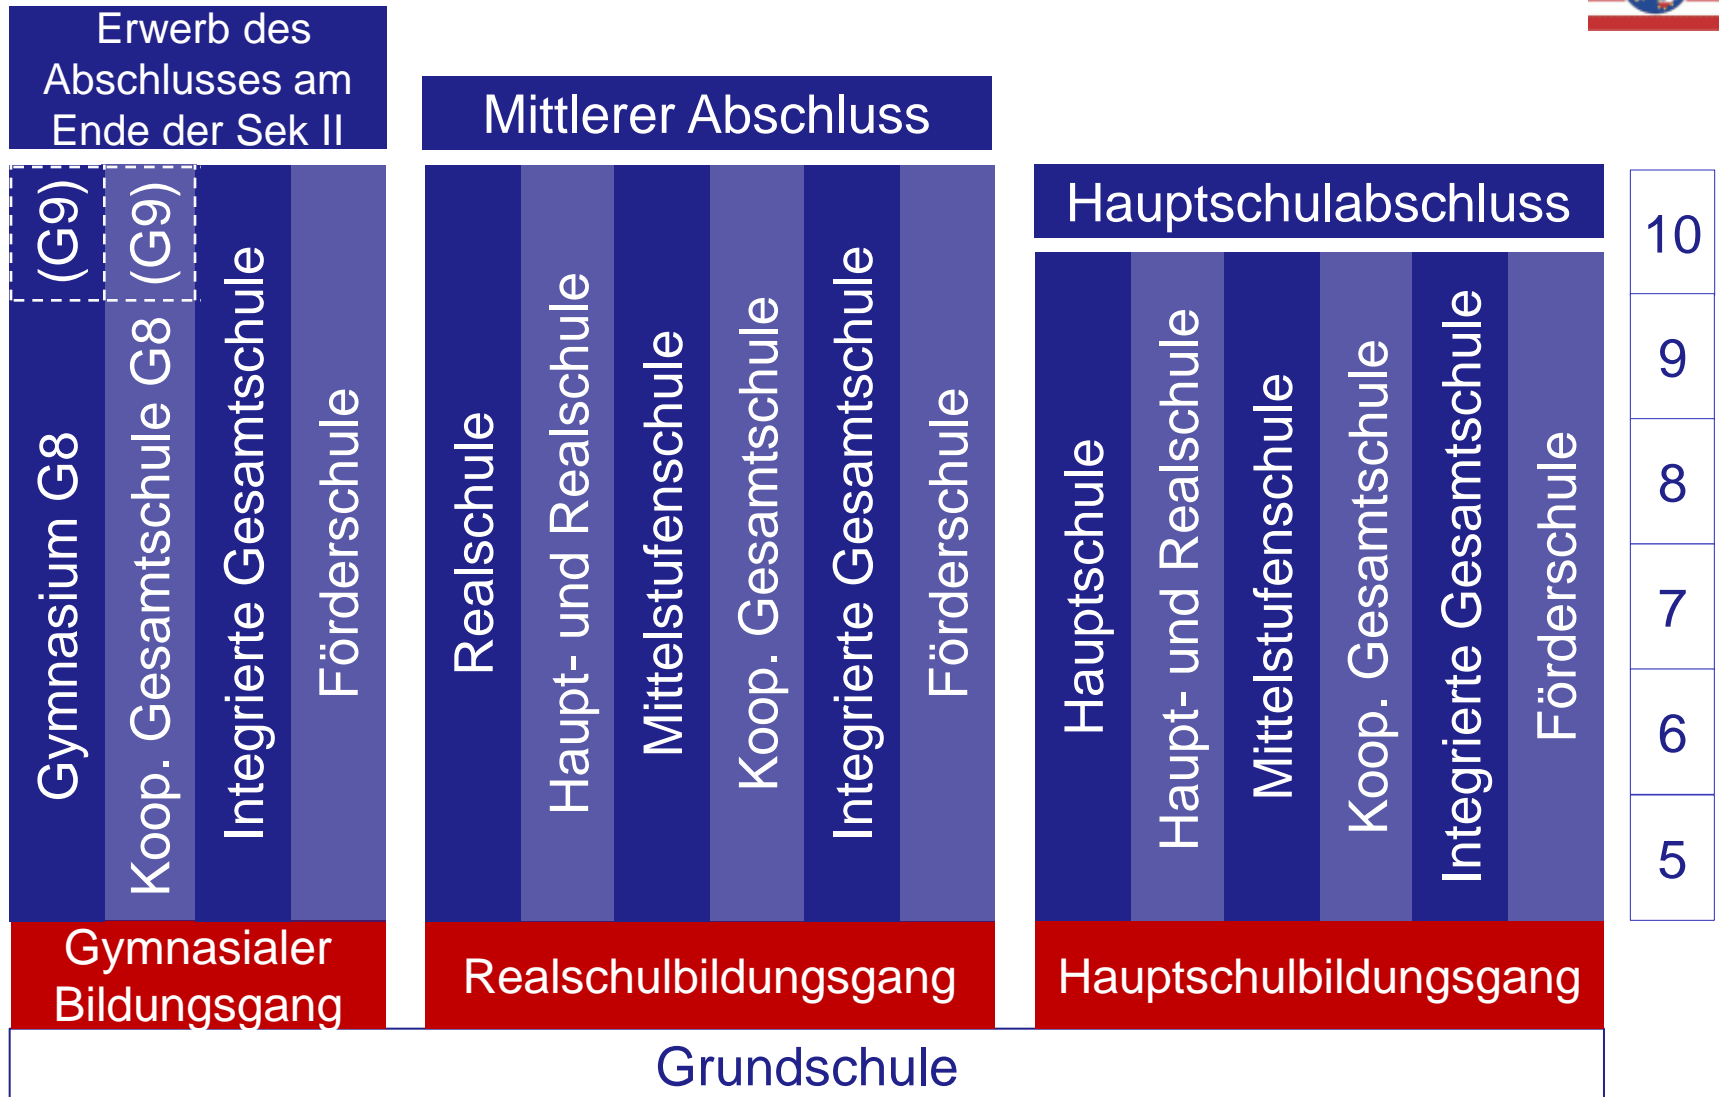 Erwerb des
Abschlusses am
Ende der Sek II
Mittlerer Abschluss
Hauptschulabschluss
(G9)
Gymnasium G8
(G9)
Koop. Gesamtschule G8
Integrierte Gesamtschule
Förderschule
Realschule
Haupt- und Realschule
Mittelstufenschule
Koop. Gesamtschule
Integrierte Gesamtschule
Förderschule
Hauptschule
Haupt- und Realschule
Mittelstufenschule
Koop. Gesamtschule
Integrierte Gesamtschule
Förderschule
10
9
8
7
6
5
Gymnasialer
Bildungsgang
Realschulbildungsgang
Hauptschulbildungsgang
Grundschule